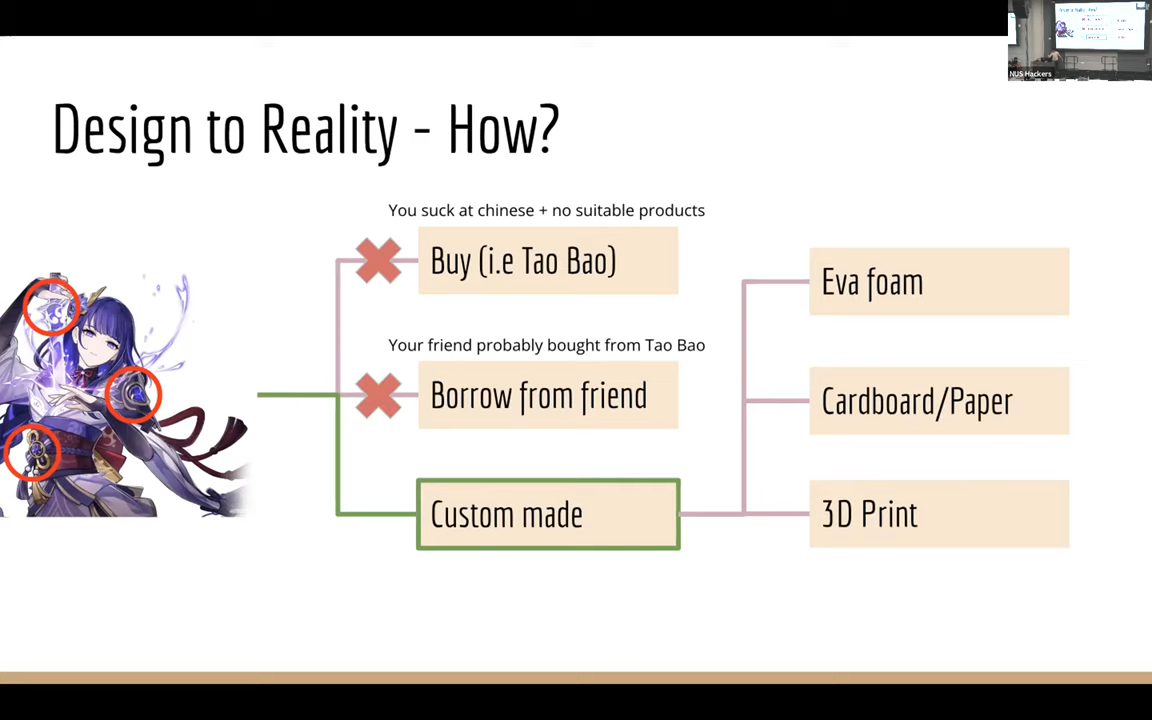 NUS Hackers
Design to Reality - How?
You suck at chinese + no suitable products
Buy (i.e Tao Bao)
Your friend probably bought from Tao Bao
Borrow from friend
Custom made
Eva foam
Cardboard/Paper
3D Print